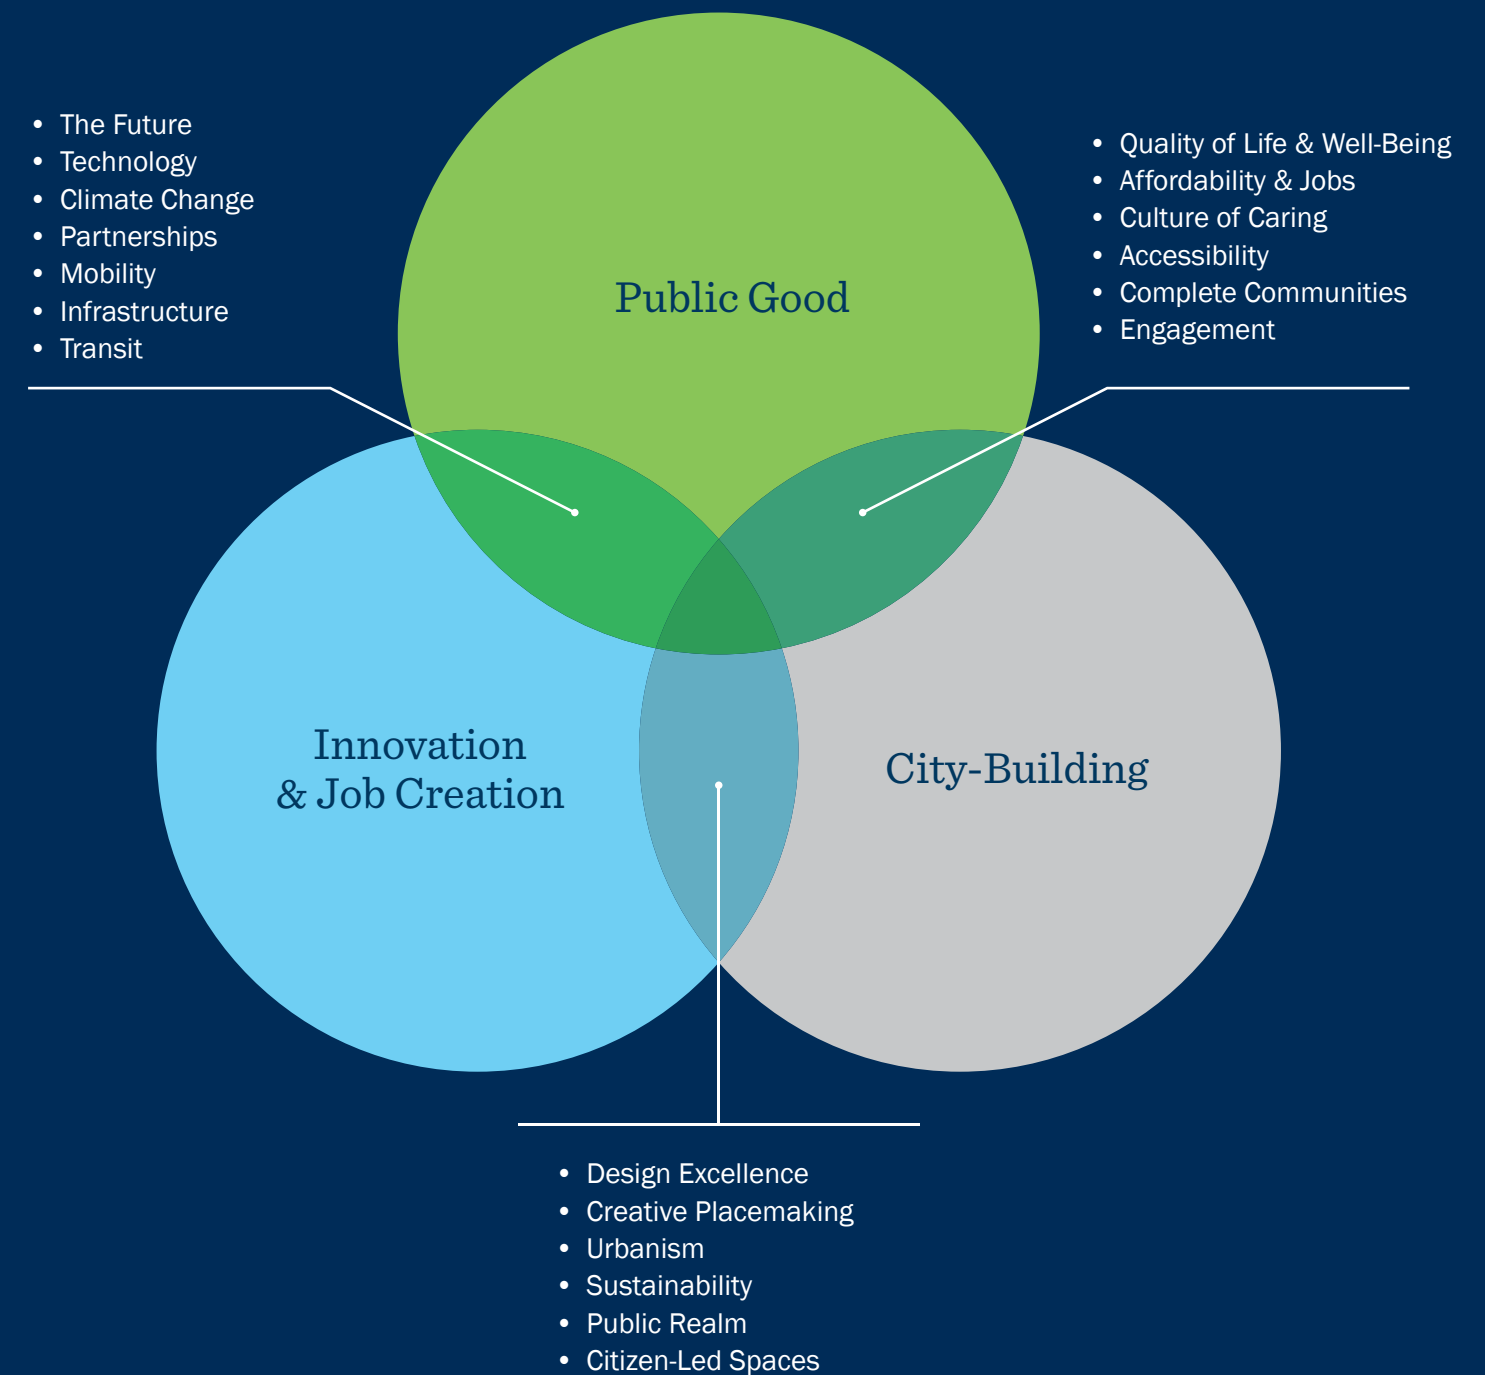 • The Future
• Technology
• Climate Change
• Partnerships
• Mobility
• Infrastructure
• Transit
• Quality of Life & Well-Being
• Affordability & Jobs
• Culture of Caring
• Accessibility
• Complete Communities
• Engagement
Public Good
Innovation
& Job Creation
City-Building
• Design Excellence
• Creative Placemaking
• Urbanism
• Sustainability
• Public Realm
• Citizen-Led Spaces